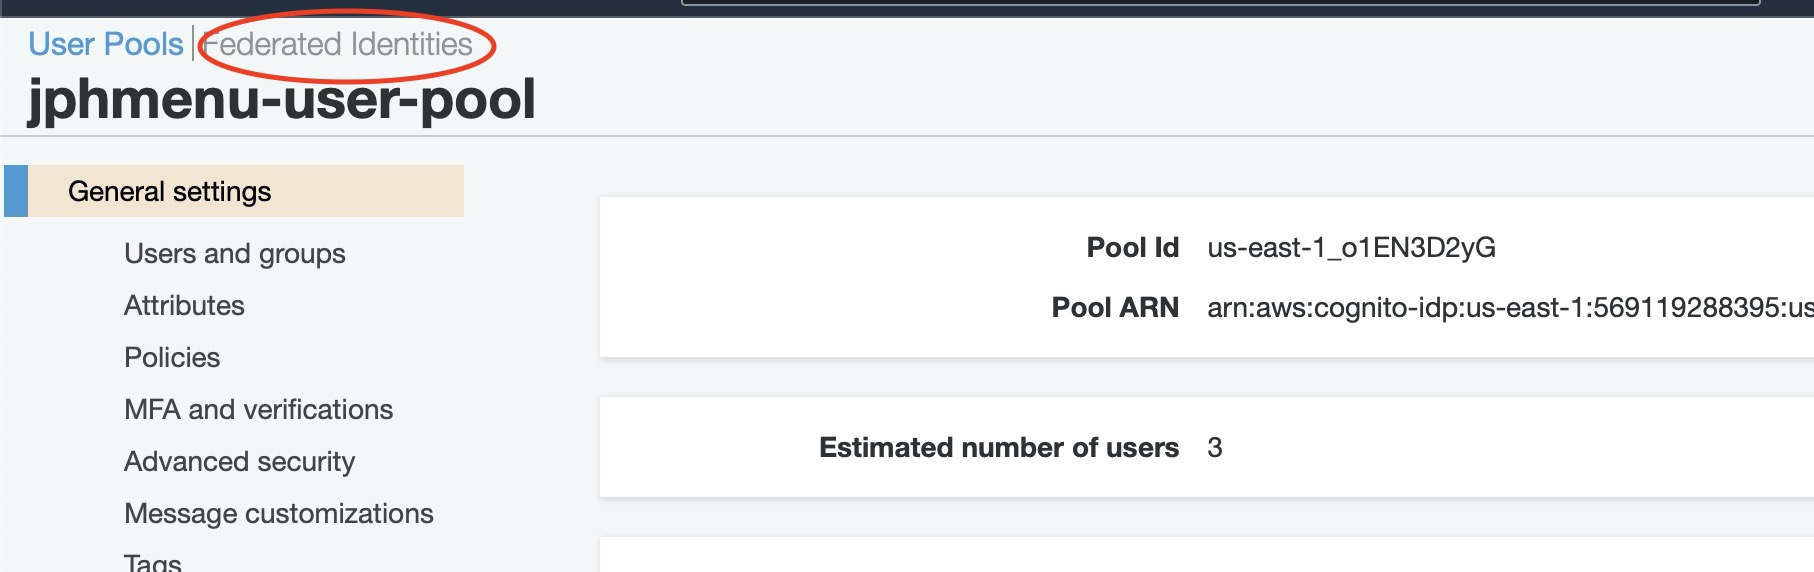 User Pools | Federated Identities
jphmenu-user-pool
General settings
Users and groups
Attributes
Policies
MFA and verifications
Advanced security
Message customizations
Tags
Pool Id us-east-1_o1EN3D2yG
Pool ARN arn:aws:cognito-idp:us-east-1:569119288395:us
Estimated number of users 3